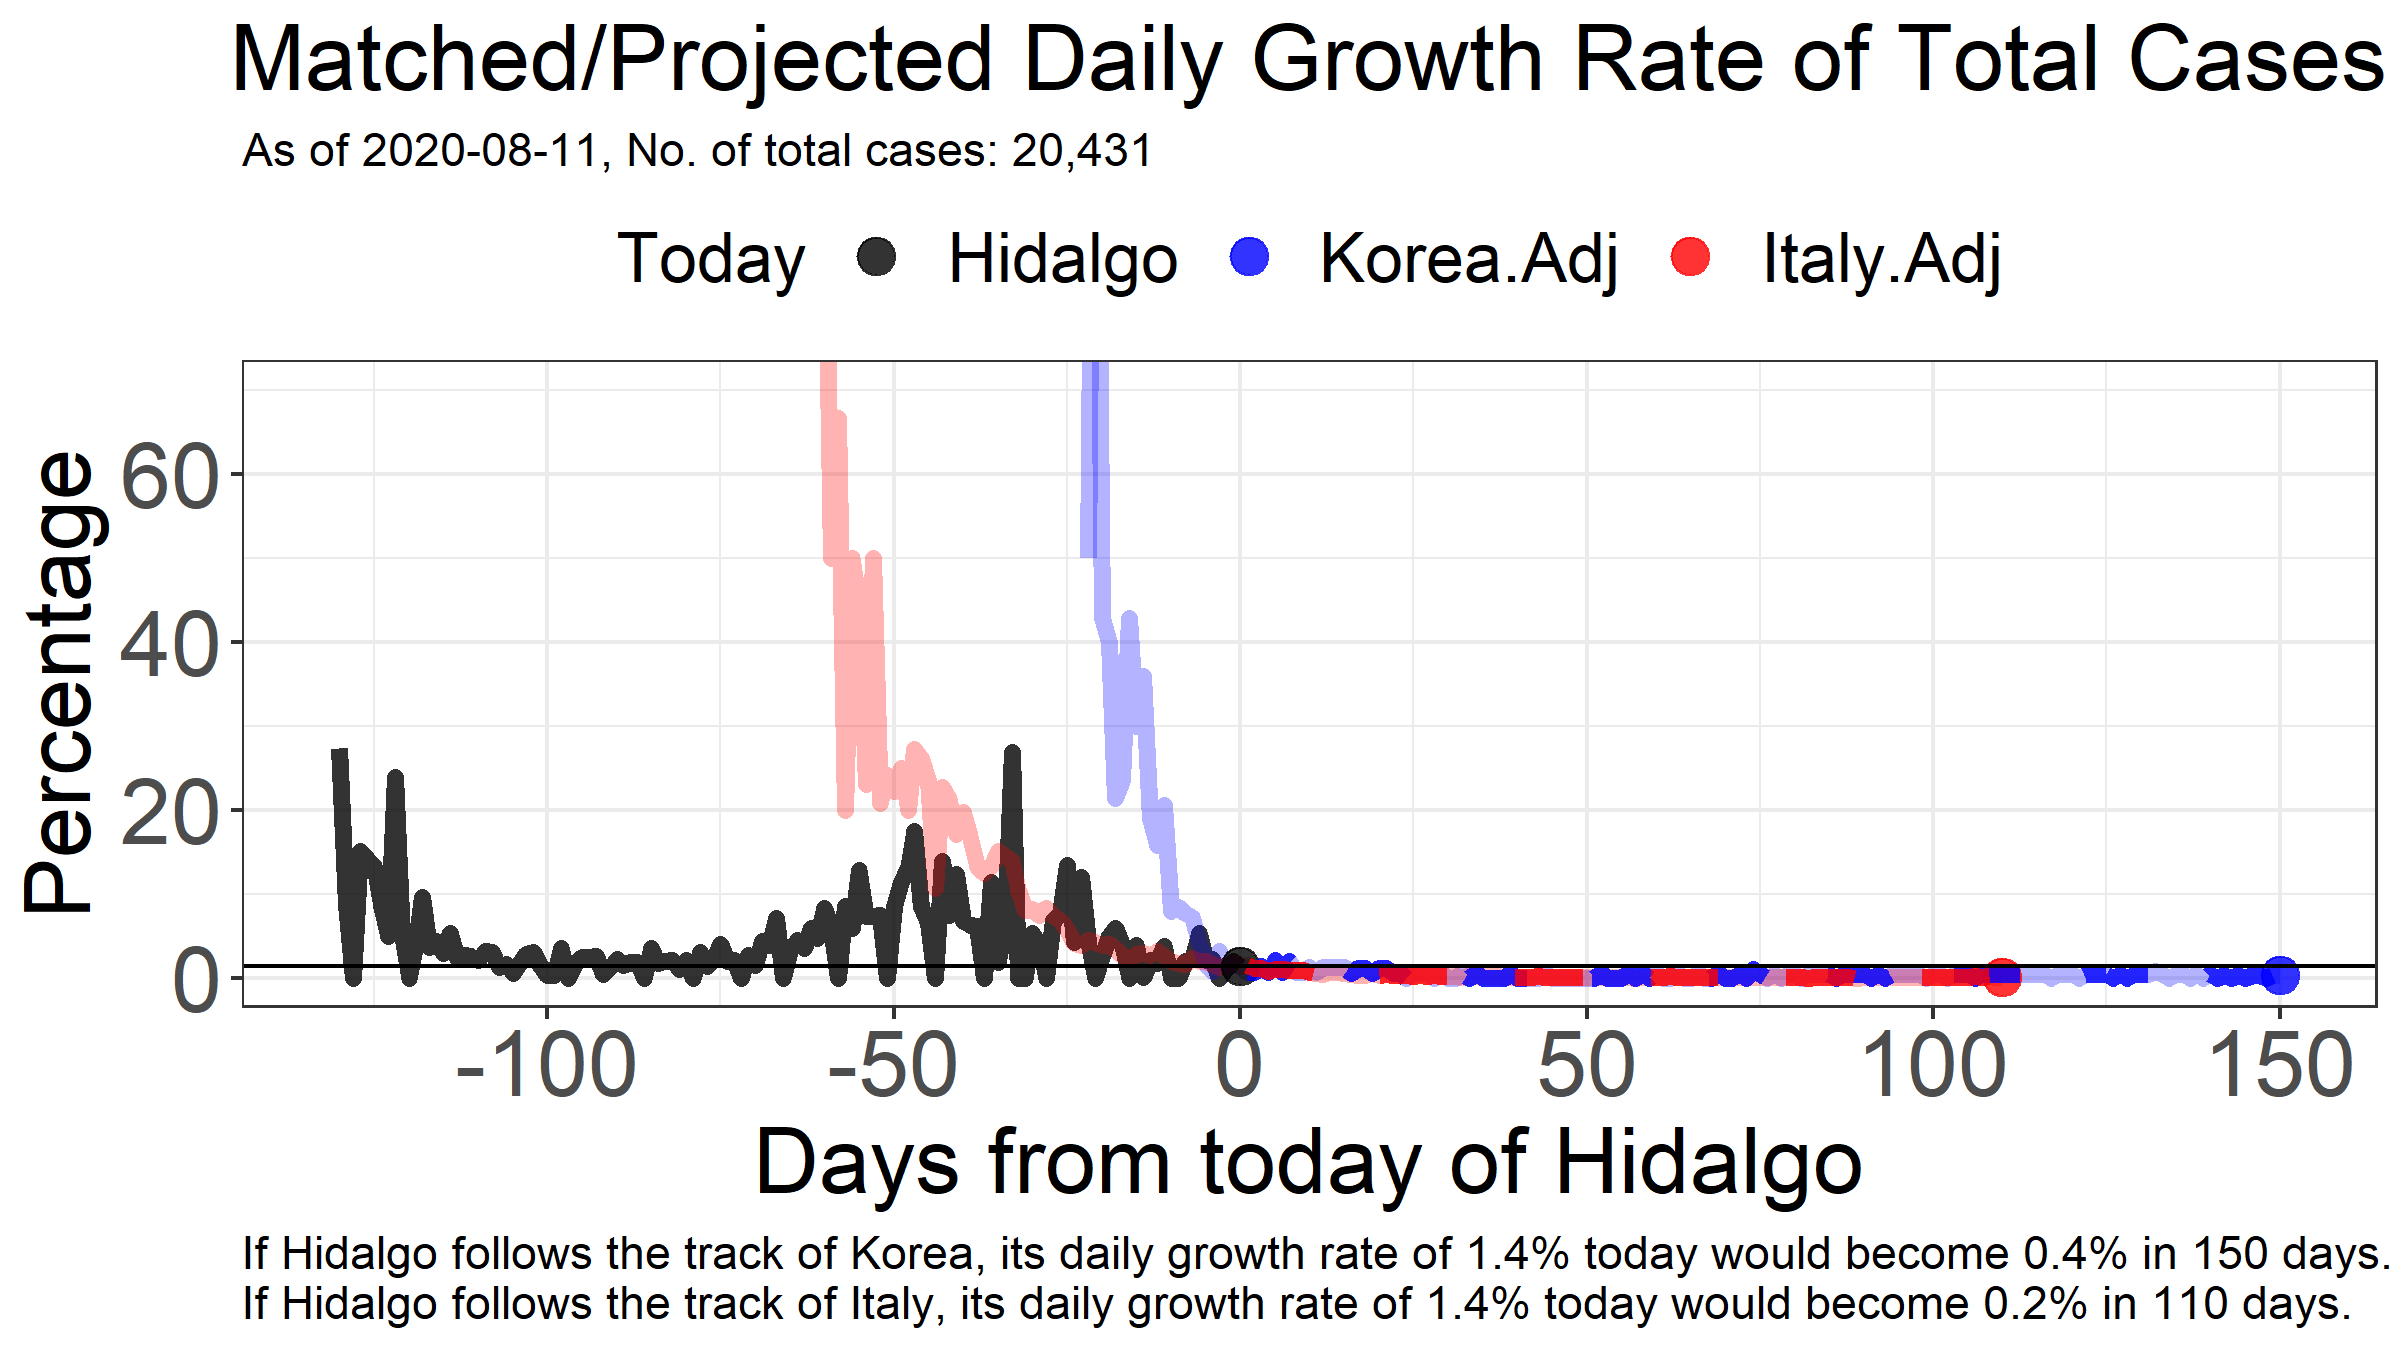 Matched/Projected Daily Growth Rate of Total Cases
As of 2020-08-11, No. of total cases: 20,431
Today Hidalgo Korea.Adj Italy.Adj
Percentage
60
40
20
0
-100 -50 0 50 100 150
Days from today of Hidalgo
If Hidalgo follows the track of Korea, its daily growth rate of 1.4% today would become 0.4% in 150 days.
If Hidalgo follows the track of Italy, its daily growth rate of 1.4% today would become 0.2% in 110 days.